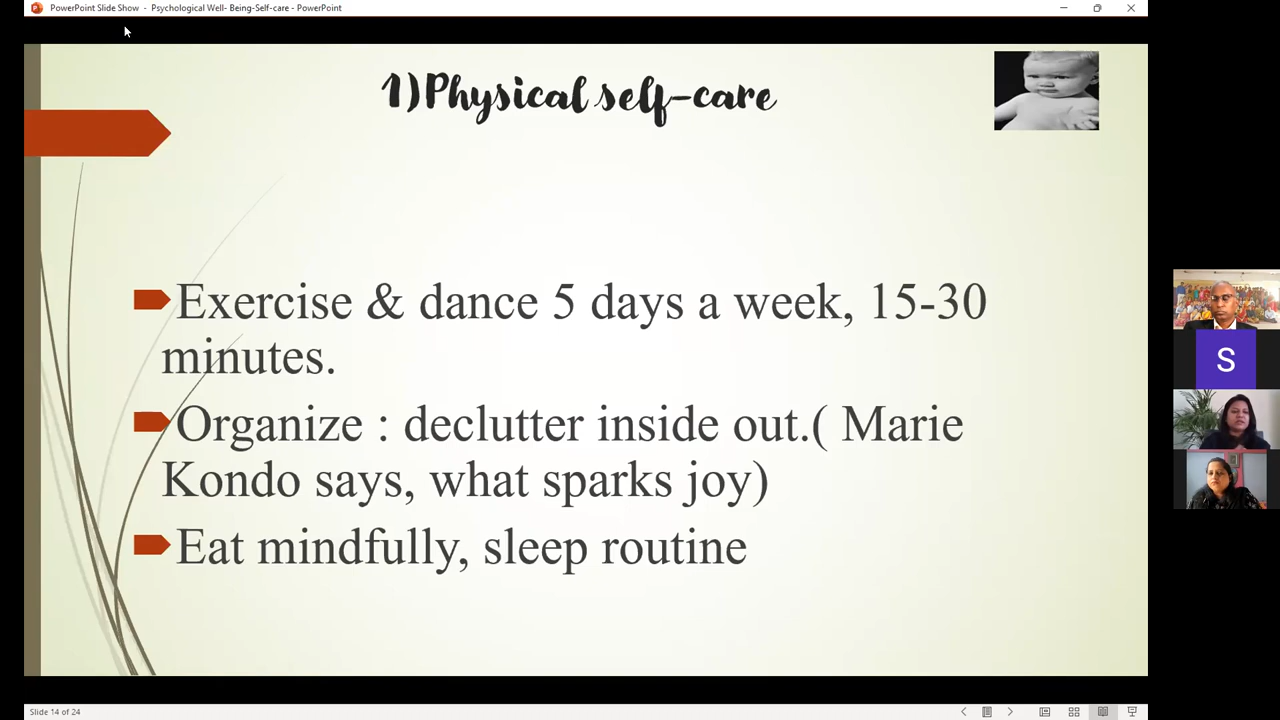 PowerPoint Slide Show - Psychological Well- Being-Self-care - PowerPoint
1)Physical self-care
Exercise & dance 5 days a week, 15-30
minutes.
Organize : declutter inside out.( Marie
Kondo says, what sparks joy)
Eat mindfully, sleep routine
S
Slide 14 of 24